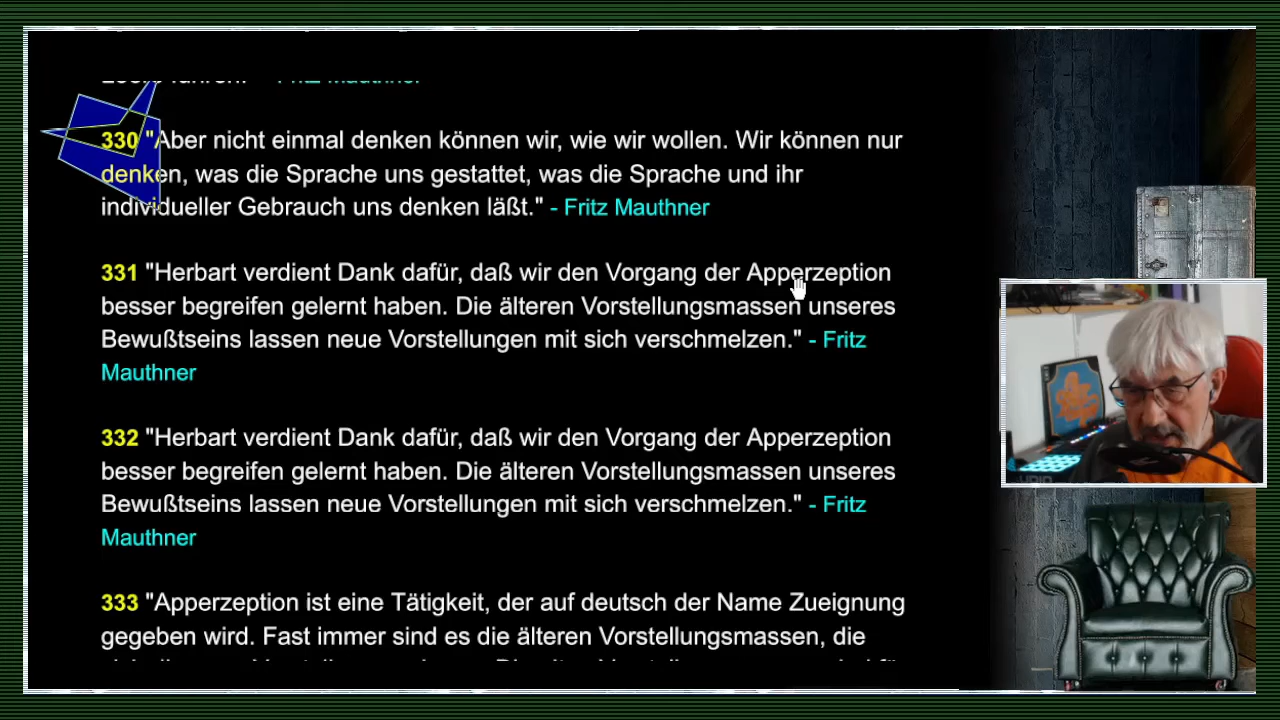 - Fritz Mauthner
330 "Aber nicht einmal denken können wir, wie wir wollen. Wir können nur
denken, was die Sprache uns gestattet, was die Sprache und ihr
individueller Gebrauch uns denken läßt." - Fritz Mauthner
331 "Herbart verdient Dank dafür, daß wir den Vorgang der Apperzeption
besser begreifen gelernt haben. Die älteren Vorstellungsmassen unseres
Bewußtseins lassen neue Vorstellungen mit sich verschmelzen." - Fritz
Mauthner
332 "Herbart verdient Dank dafür, daß wir den Vorgang der Apperzeption
besser begreifen gelernt haben. Die älteren Vorstellungsmassen unseres
Bewußtseins lassen neue Vorstellungen mit sich verschmelzen." - Fritz
Mauthner
333 "Apperzeption ist eine Tätigkeit, der auf deutsch der Name Zueignung
gegeben wird. Fast immer sind es die älteren Vorstellungsmassen, die